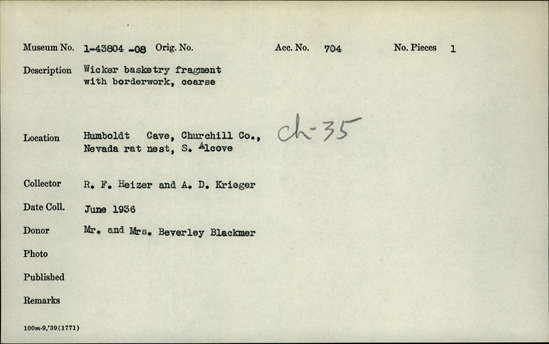 Museum No. 1-43804 -08 Orig. No. Acc. No. 704 No. Pieces 1
Description Wicker basketry fragment
with borderwork, coarse
Location Humboldt Cave, Churchill Co.,
Nevada rat nest, S. Alcove
ch-35
Collector R. F. Heizer and A. D. Krieger
Date Coll. June 1936
Donor Mr. and Mrs. Beverley Blackmer
Photo
Published
Remarks
100m-9,'39(1771)